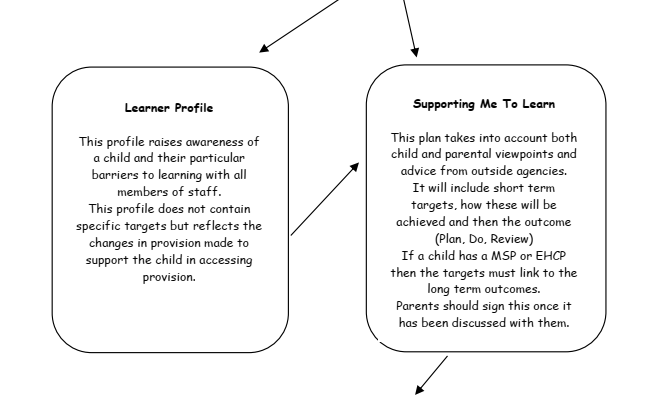 Learner Profile
This profile raises awareness of
a child and their particular
barriers to learning with all
members of staff.
This profile does not contain
specific targets but reflects the
changes in provision made to
support the child in accessing
provision.
Supporting Me To Learn
This plan takes into account both
child and parental viewpoints and
advice from outside agencies.
It will include short term
targets, how these will be
achieved and then the outcome
(Plan, Do, Review)
If a child has a MSP or EHCP
then the targets must link to the
long term outcomes.
Parents should sign this once it
has been discussed with them.